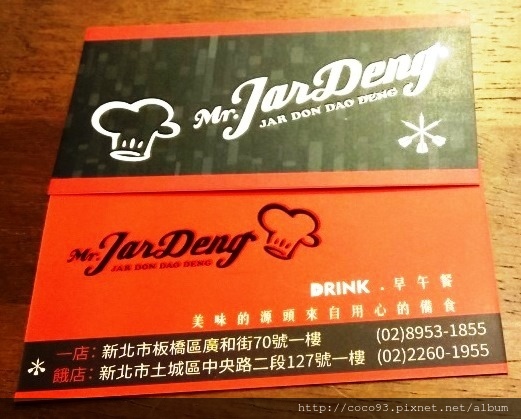 Mr. JarDeng
JAR DON DAO DENG
Mr. JarDeng
JAR DON DAO DENG
DRINK . 早午餐
美味的源頭來自用心的備食
一店：新北市板橋區廣和街70號一樓 (02)8953-1855
餓店：新北市土城區中央路二段127號一樓 (02)2260-1955
http://coco93.pixnet.net/album